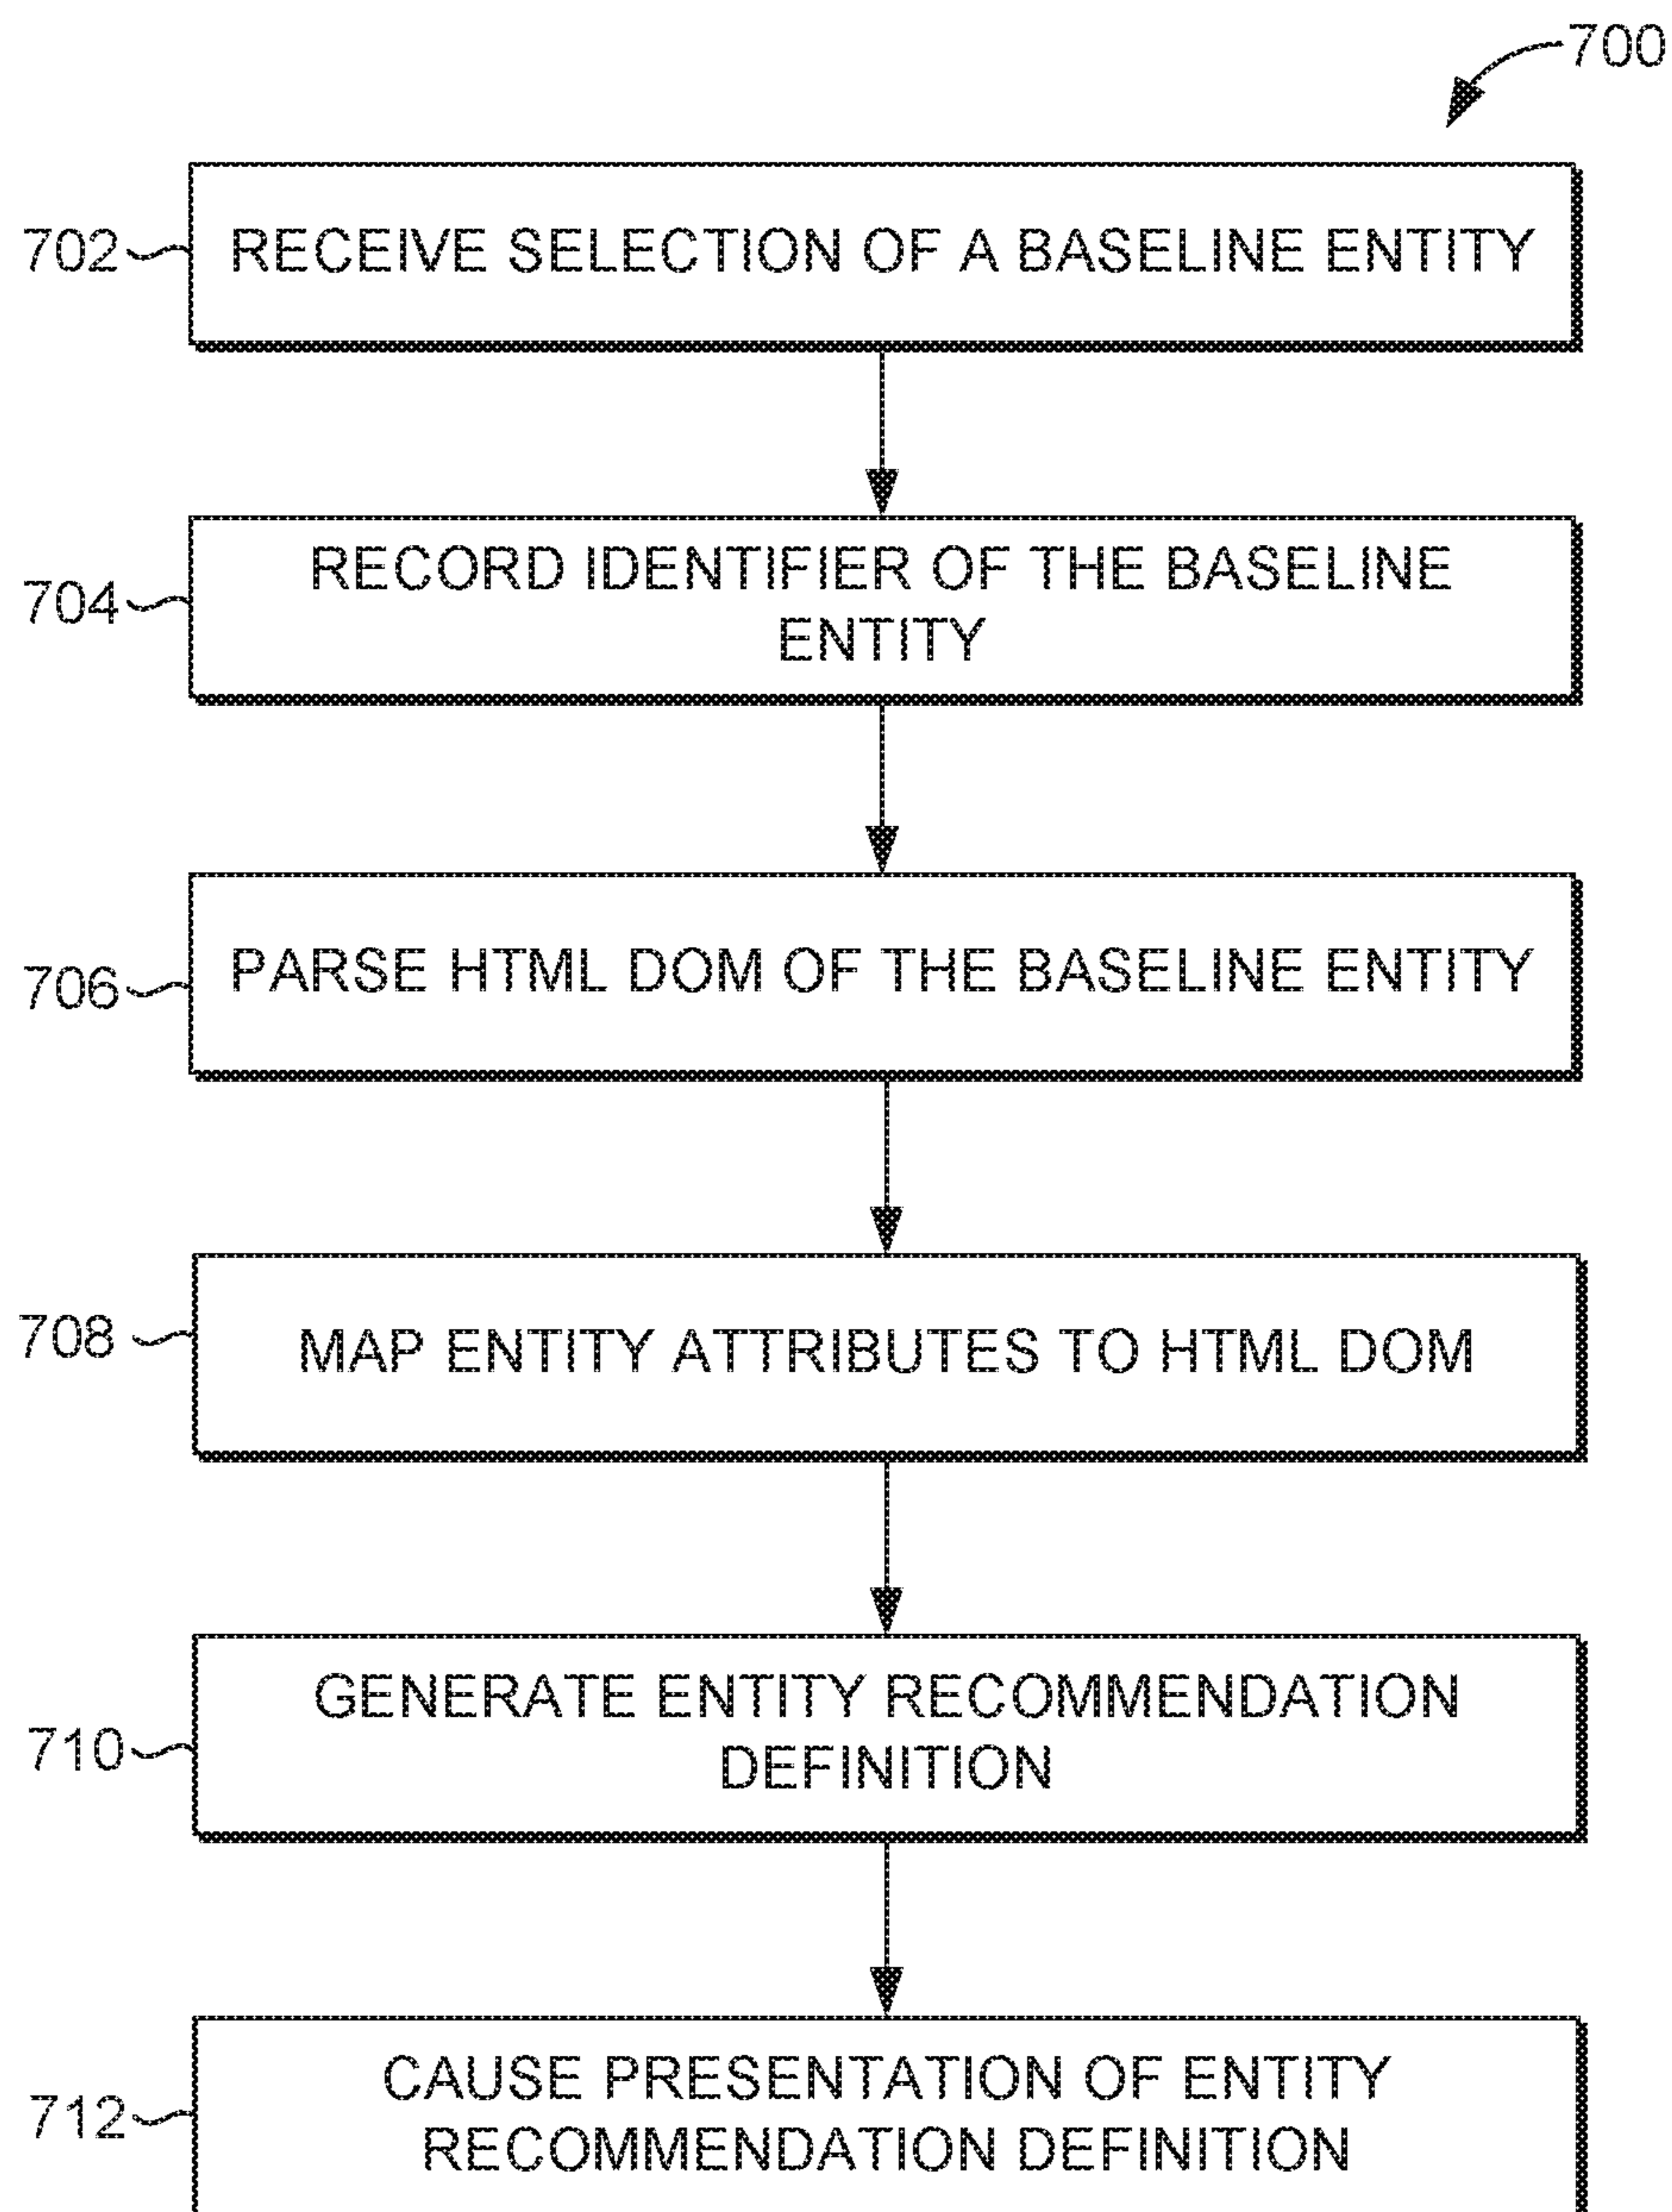 700
702
RECEIVE SELECTION OF A BASELINE ENTITY
704
RECORD IDENTIFIER OF THE BASELINE
ENTITY
706
PARSE HTML DOM OF THE BASELINE ENTITY
708
MAP ENTITY ATTRIBUTES TO HTML DOM
710
GENERATE ENTITY RECOMMENDATION
DEFINITION
712
CAUSE PRESENTATION OF ENTITY
RECOMMENDATION DEFINITION